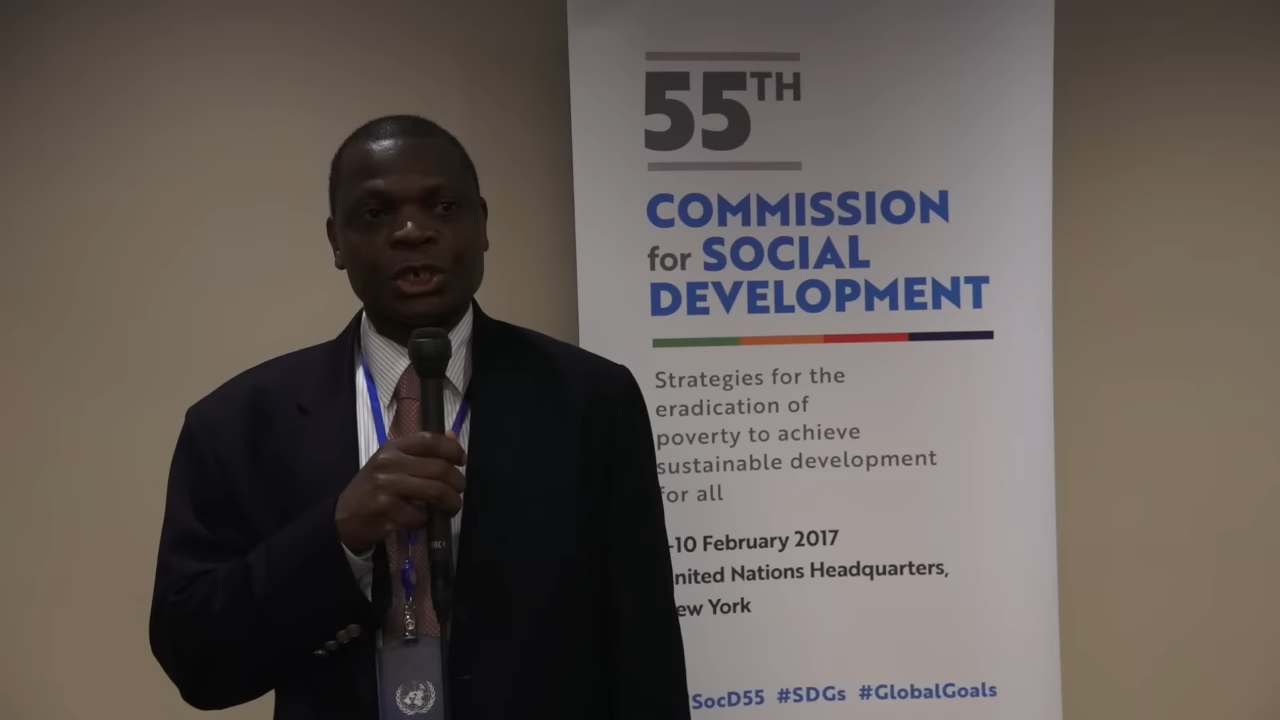 55TH
COMMISSION
for SOCIAL
DEVELOPMENT
Strategies for the
eradication of
poverty to achieve
sustainable development
for all
-10 February 2017
nited Nations Headquarters,
ew York
SocD55 #SDGs #GlobalGoals